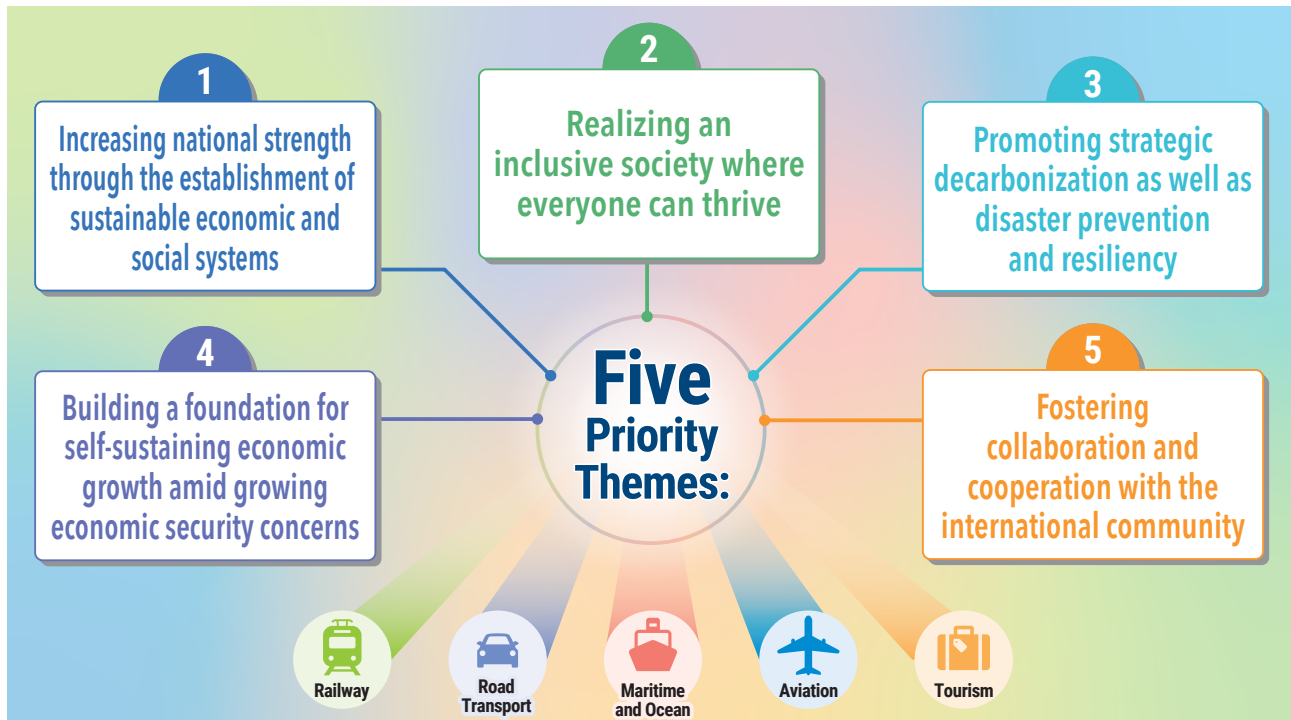 1
Increasing national strength
through the establishment of
sustainable economic and
social systems
2
Realizing an
inclusive society where
everyone can thrive
3
Promoting strategic
decarbonization as well as
disaster prevention
and resiliency
4
Building a foundation for
self-sustaining economic
growth amid growing
economic security concerns
Five
Priority
Themes:
5
Fostering
collaboration and
cooperation with the
international community
Railway
Road
Transport
Maritime
and Ocean
Aviation
Tourism